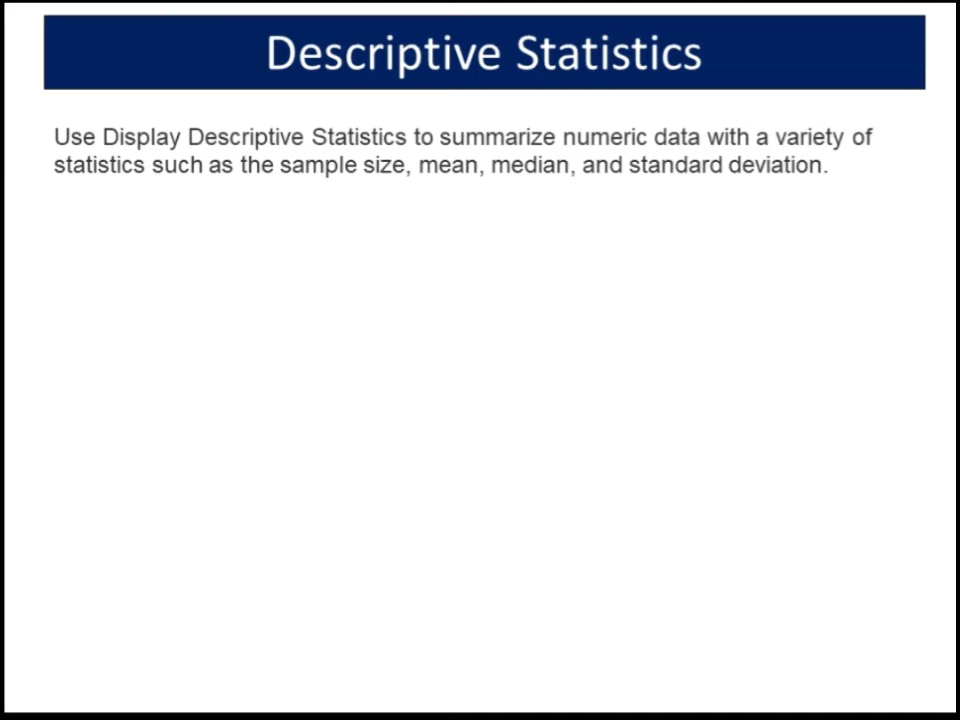 Descriptive Statistics
Use Display Descriptive Statistics to summarize numeric data with a variety of
statistics such as the sample size, mean, median, and standard deviation.